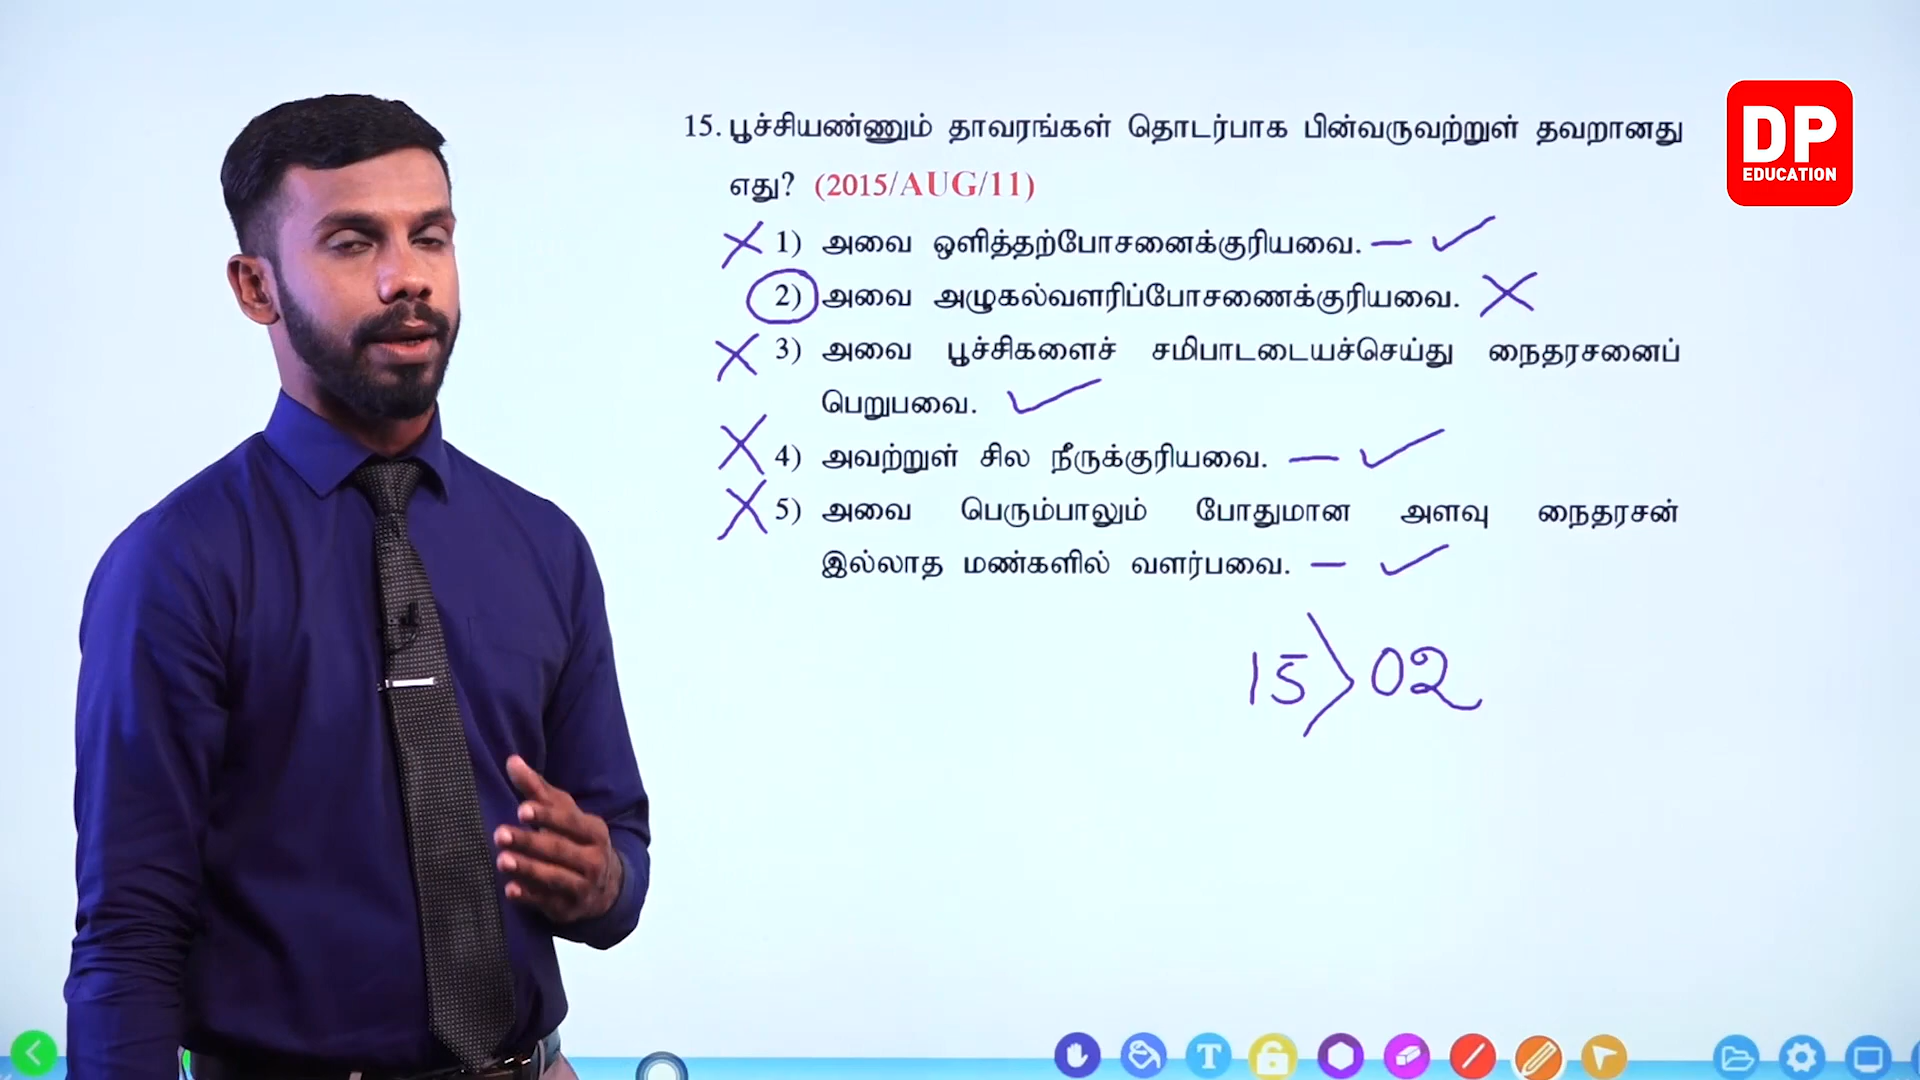 15. பூச்சியுண்ணும் தாவரங்கள் தொடர்பாக பின்வருவற்றுள் தவறானது
எது? (2015/AUG/11)
1) அவை ஒளித்தற்போசனைக்குரியவை. – ✓
2) அவை அழுகல்வளரிப்போசணைக்குரியவை. X
3) அவை பூச்சிகளைச் சமிபாடடையச்செய்து நைதரசனைப்
பெறுபவை. ✓
4) அவற்றுள் சில நீருக்குரியவை. – ✓
5) அவை பெரும்பாலும் போதுமான அளவு நைதரசன்
இல்லாத மண்களில் வளர்பவை. – ✓
15> 02
DP
EDUCATION